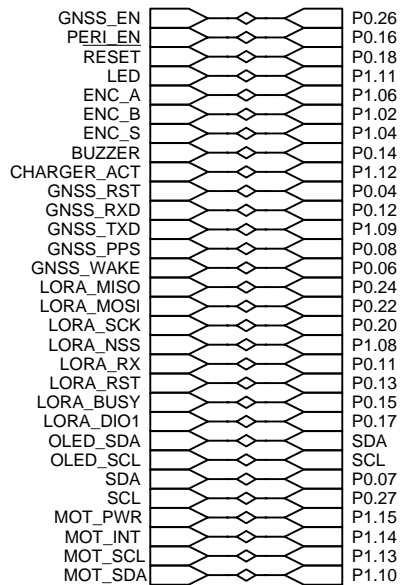 GNSS_EN P0.26
PERI_EN P0.16
RESET P0.18
LED P1.11
ENC_A P1.06
ENC_B P1.02
ENC_S P1.04
BUZZER P0.14
CHARGER_ACT P1.12
GNSS_RST P0.04
GNSS_RXD P0.12
GNSS_TXD P1.09
GNSS_PPS P0.08
GNSS_WAKE P0.06
LORA_MISO P0.24
LORA_MOSI P0.22
LORA_SCK P0.20
LORA_NSS P1.08
LORA_RX P0.11
LORA_RST P0.13
LORA_BUSY P0.15
LORA_DIO1 P0.17
OLED_SDA SDA
OLED_SCL SCL
SDA P0.07
SCL P0.27
MOT_PWR P1.15
MOT_INT P1.14
MOT_SCL P1.13
MOT_SDA P1.10